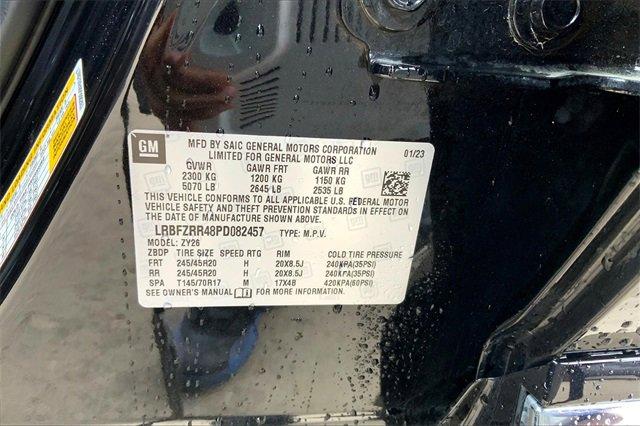 GM
MFD BY SAIC GENERAL MOTORS CORPORATION
LIMITED FOR GENERAL MOTORS LLC
01/23
GVWR GAWR FRT GAWR RR
2300 KG 1200 KG 1150 KG
5070 LB 2645 LB 2535 LB
THIS VEHICLE CONFORMS TO ALL APPLICABLE U.S. FEDERAL MOTOR
VEHICLE SAFETY AND THEFT PREVENTION STANDARDS IN EFFECT ON
THE DATE OF MANUFACTURE SHOWN ABOVE.
LRBFZRR48PD082457 TYPE: M.P.V.
MODEL: ZY26
ZBDP TIRE SIZE SPEED RTG RIM COLD TIRE PRESSURE
FRT 245/45R20 H 20X8.5J 240KPA(35PSI)
RR 245/45R20 H 20X8.5J 240KPA(35PSI)
SPA T145/70R17 M 17X4B 420KPA(60PSI)
SEE OWNER'S MANUAL FOR MORE INFORMATION.